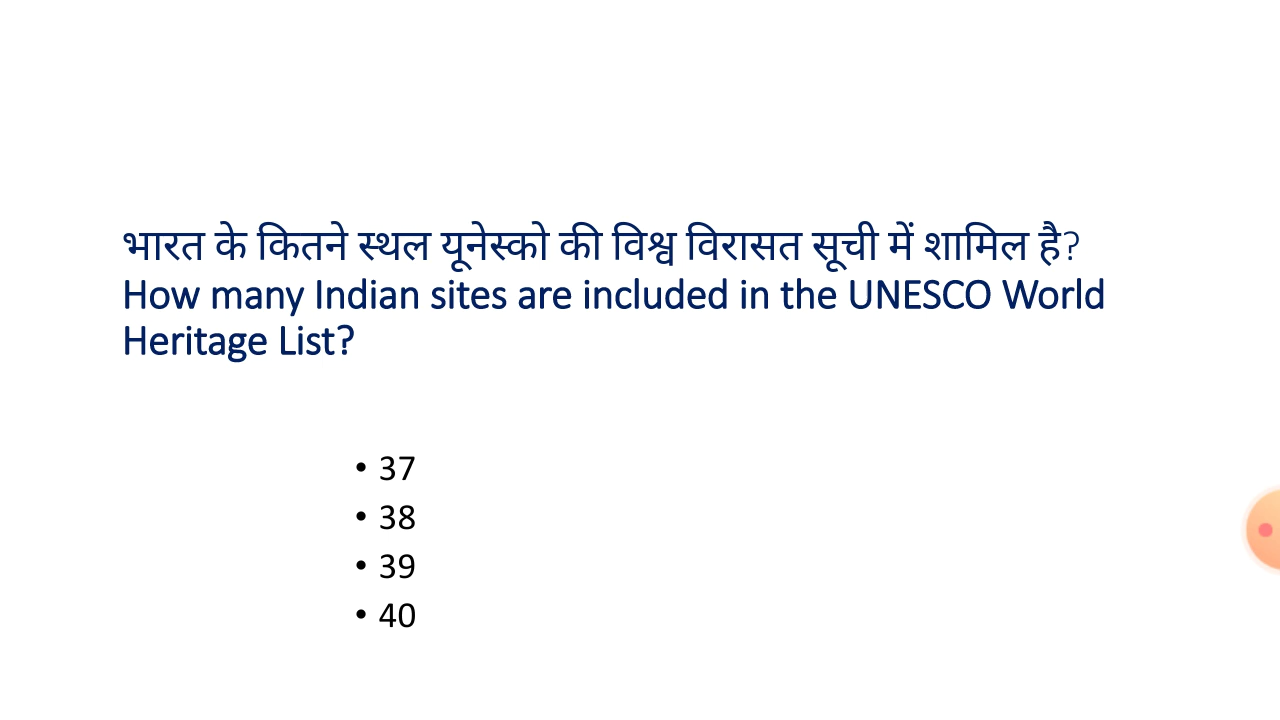 भारत के कितने स्थल यूनेस्को की विश्व विरासत सूची में शामिल है?
How many Indian sites are included in the UNESCO World
Heritage List?
• 37
• 38
• 39
• 40